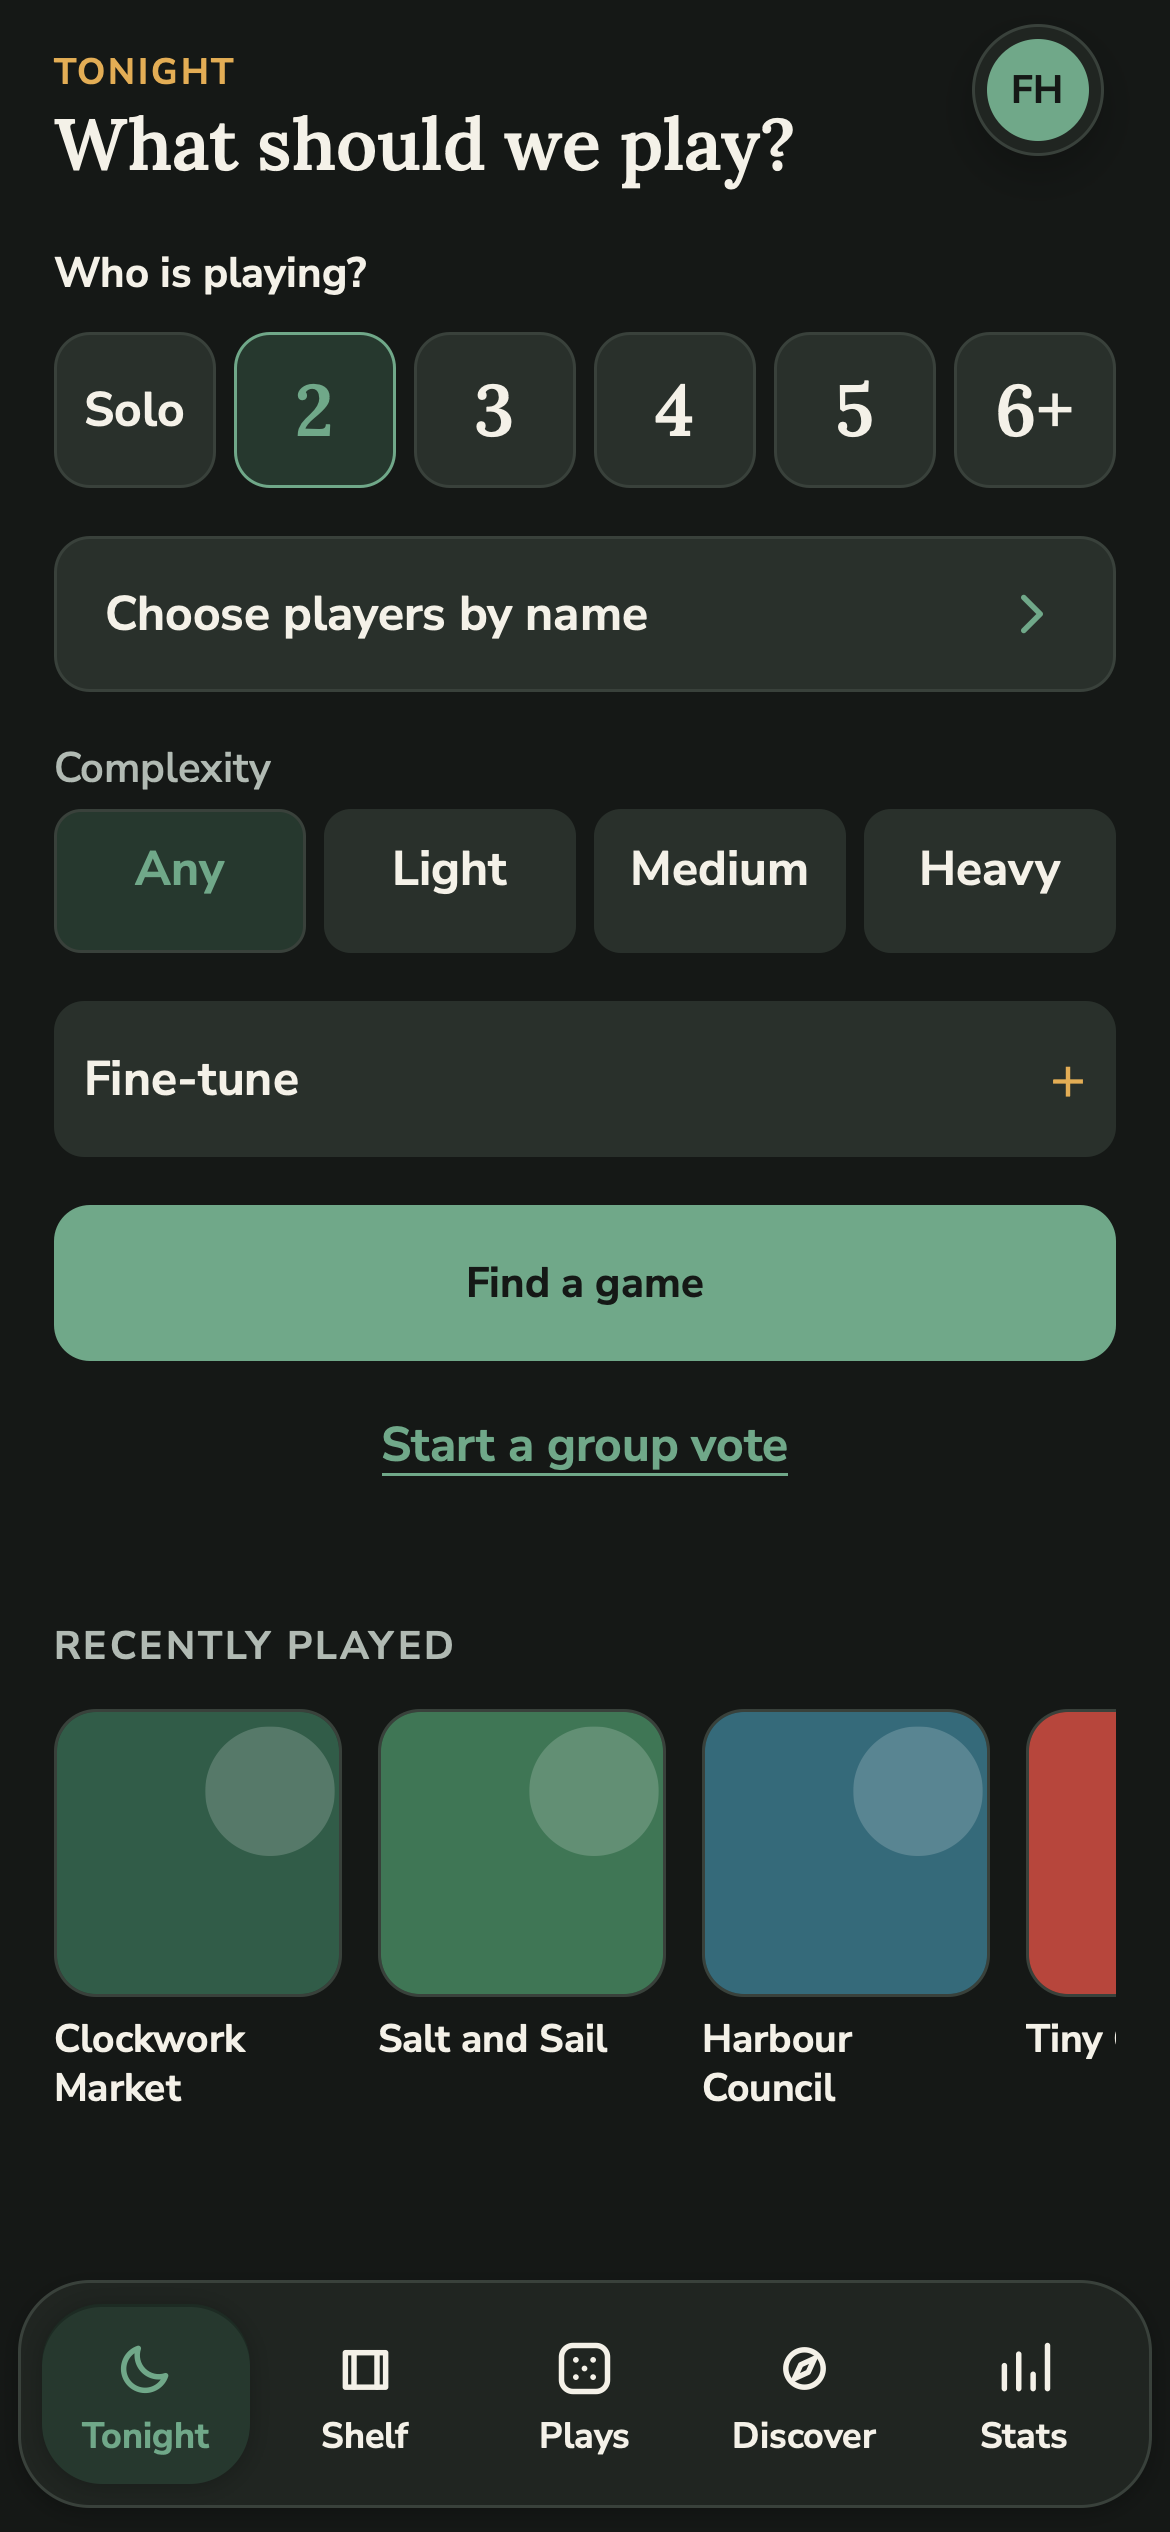 TONIGHT
FH
What should we play?
Who is playing?
Solo
2
3
4
5
6+
Choose players by name
Complexity
Any
Light
Medium
Heavy
Fine-tune
+
Find a game
Start a group vote
RECENTLY PLAYED
Clockwork
Market
Salt and Sail
Harbour
Council
Tiny
Tonight
Shelf
Plays
Discover
Stats